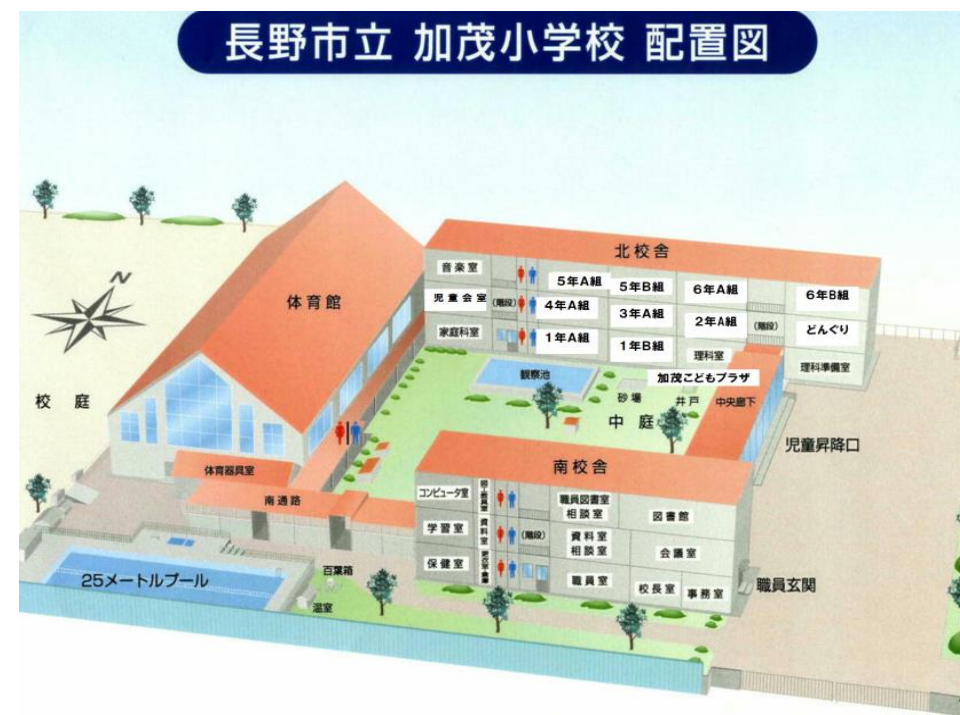 長野市立 加茂小学校 配置図
北校舎
音楽室
5年A組
5年B組
6年A組
6年B組
児童会室
(階段)
4年A組
3年A組
2年A組
(階段)
どんぐり
家庭科室
1年A組
1年B組
理科室
理科準備室
加茂こどもプラザ
体育館
N
校庭
観察池
砂場
井戸
中央廊下
中庭
児童昇降口
体育器具室
南通路
南校舎
コンピュータ室
職員図書室
相談室
図書館
学習室
資料室
(階段)
資料室
相談室
会議室
保健室
職員室
校長室
事務室
職員玄関
25メートルプール
百葉箱
温室